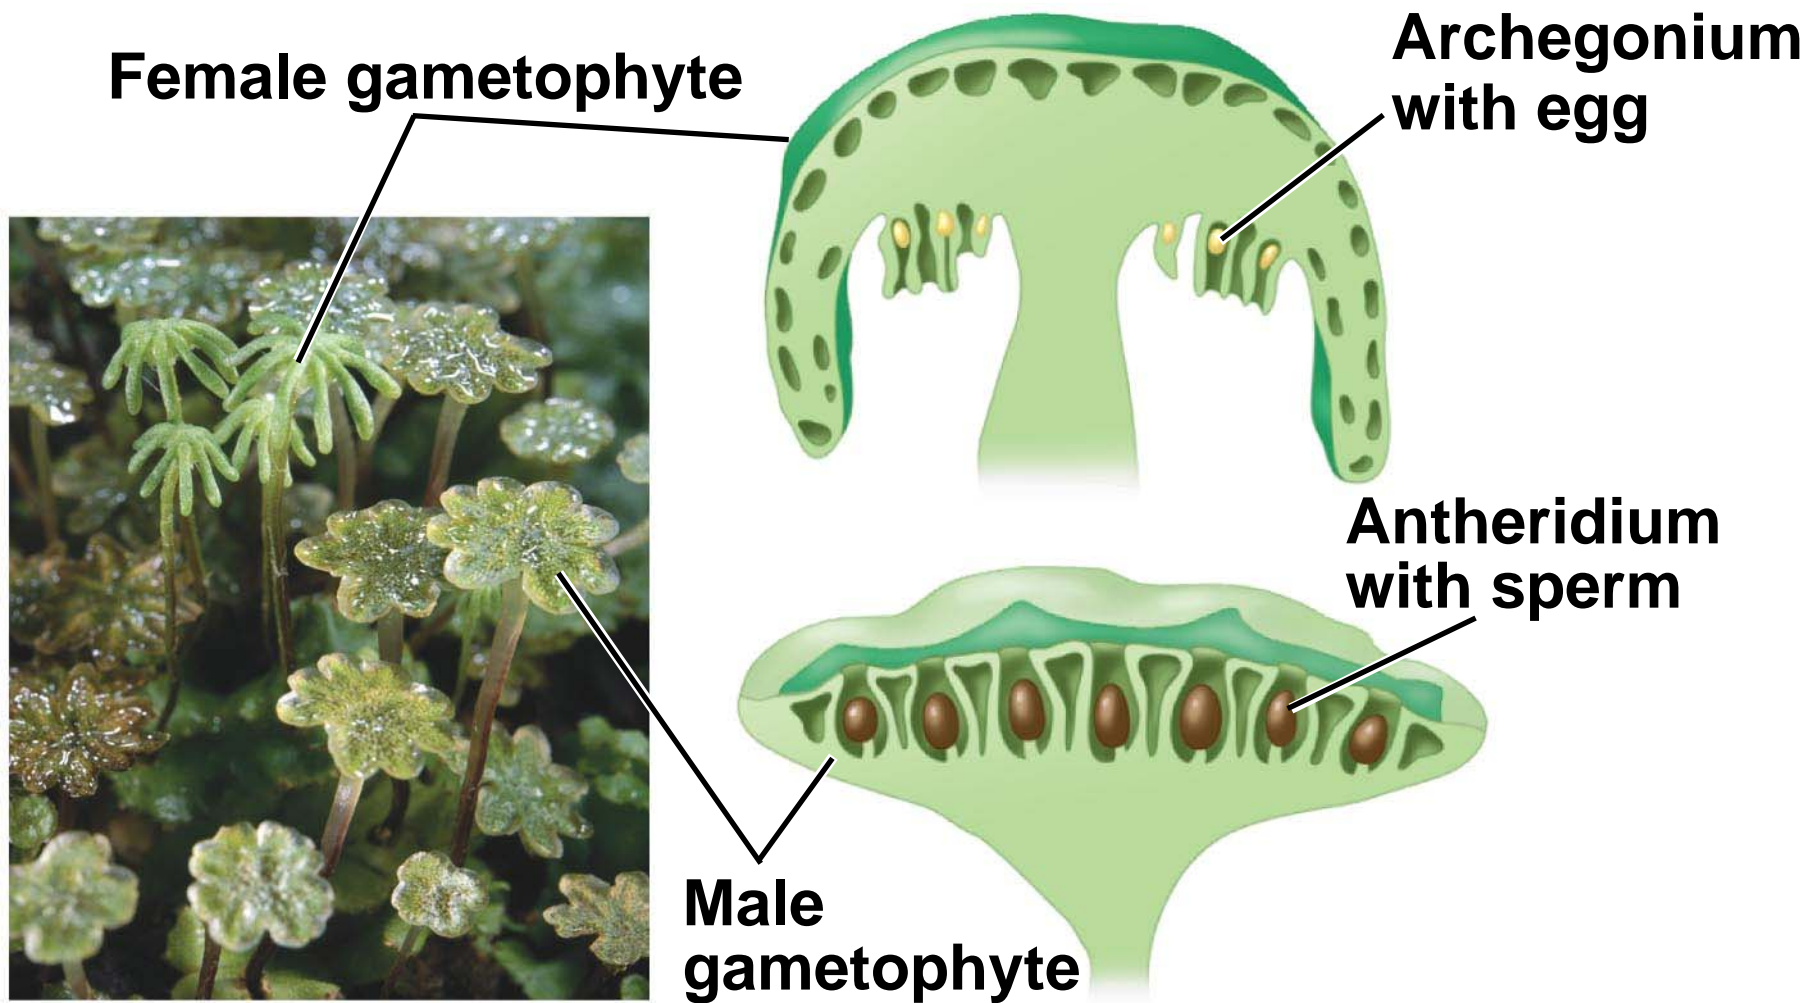 Female gametophyte
Archegonium
with egg
Antheridium
with sperm
Male
gametophyte